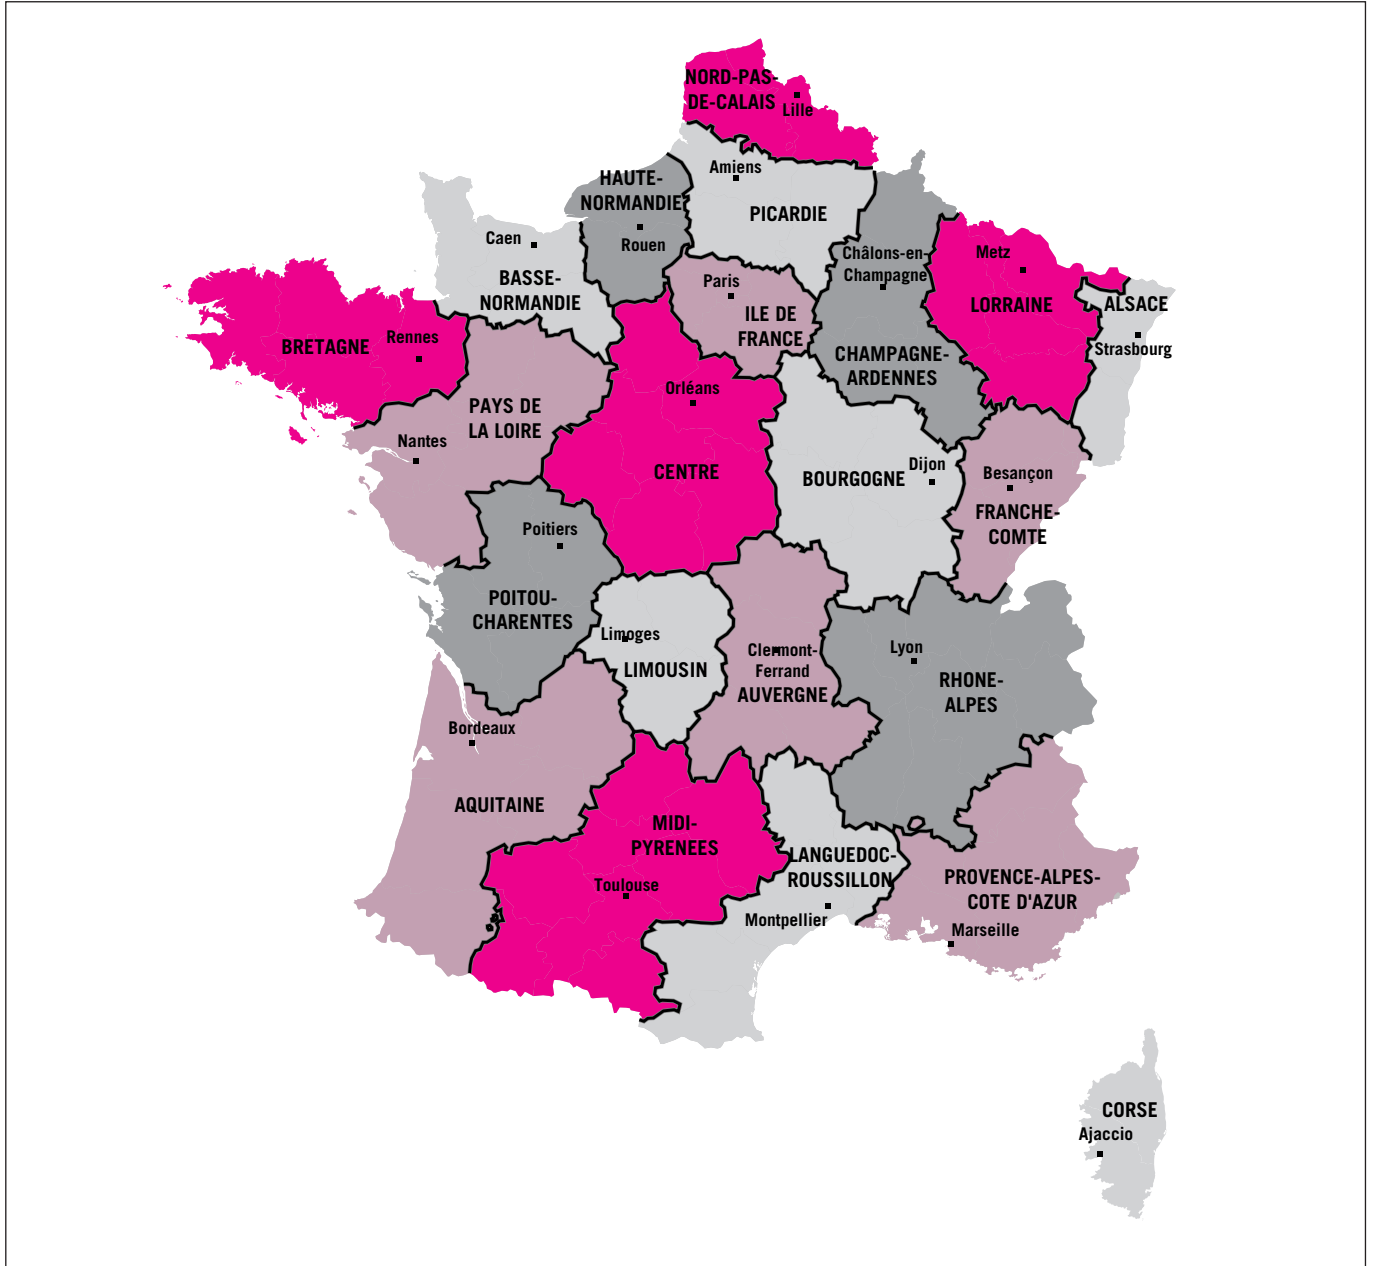 NORD-PAS-
DE-CALAIS
Lille
Amiens
PICARDIE
HAUTE-
NORMANDIE
Rouen
Caen
BASSE-
NORMANDIE
Châlons-en-
Champagne
CHAMPAGNE-
ARDENNES
Metz
LORRAINE
ALSACE
Strasbourg
Paris
ILE DE
FRANCE
BRETAGNE
Rennes
PAYS DE
LA LOIRE
Nantes
Orléans
CENTRE
BOURGOGNE
Dijon
Besançon
FRANCHE-
COMTE
Poitiers
POITOU-
CHARENTES
Limoges
LIMOUSIN
Clermont-
Ferrand
AUVERGNE
Lyon
RHONE-
ALPES
Bordeaux
AQUITAINE
MIDI-
PYRENEES
Toulouse
LANGUEDOC-
ROUSSILLON
Montpellier
PROVENCE-ALPES-
COTE D'AZUR
Marseille
CORSE
Ajaccio